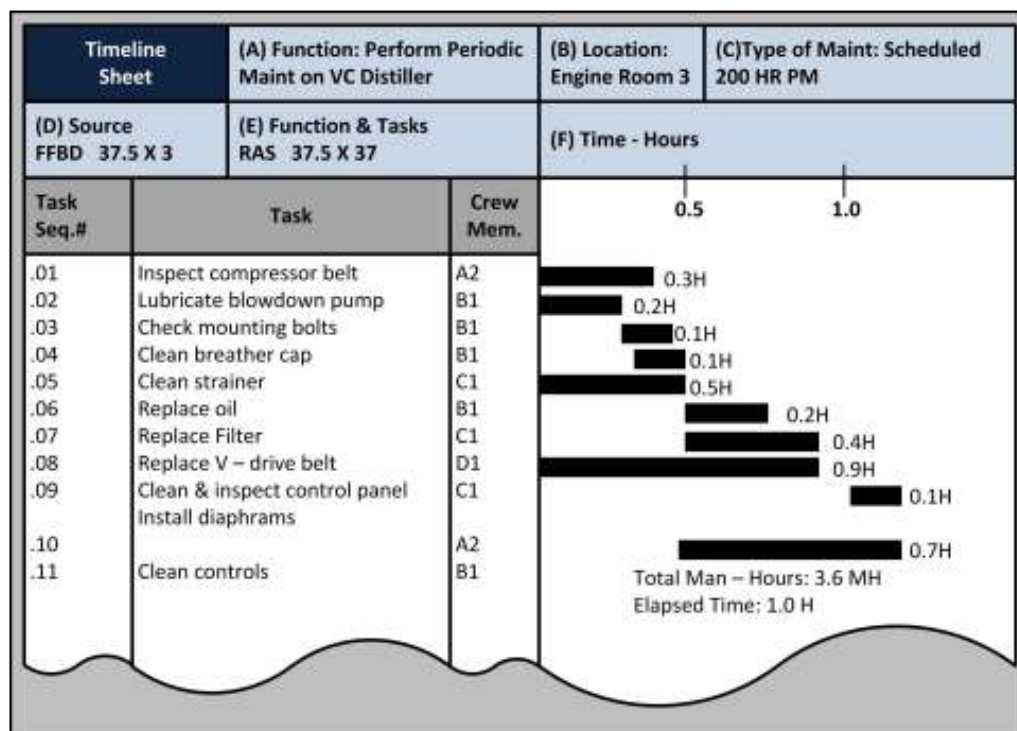 Timeline
Sheet
(A) Function: Perform Periodic
Maint on VC Distiller
(B) Location:
Engine Room 3
(C)Type of Maint: Scheduled
200 HR PM
(D) Source
FFBD 37.5 X 3
(E) Function & Tasks
RAS 37.5 X 37
(F) Time - Hours
Task
Seq.#
Task
Crew
Mem.
0.5 1.0
.01 Inspect compressor belt A2 0.3H
.02 Lubricate blowdown pump B1 0.2H
.03 Check mounting bolts B1 0.1H
.04 Clean breather cap B1 0.1H
.05 Clean strainer C1 0.5H
.06 Replace oil B1 0.2H
.07 Replace Filter C1 0.4H
.08 Replace V – drive belt D1 0.9H
.09 Clean & inspect control panel C1 0.1H
Install diaphrams
.10 A2 0.7H
.11 Clean controls B1
Total Man – Hours: 3.6 MH
Elapsed Time: 1.0 H